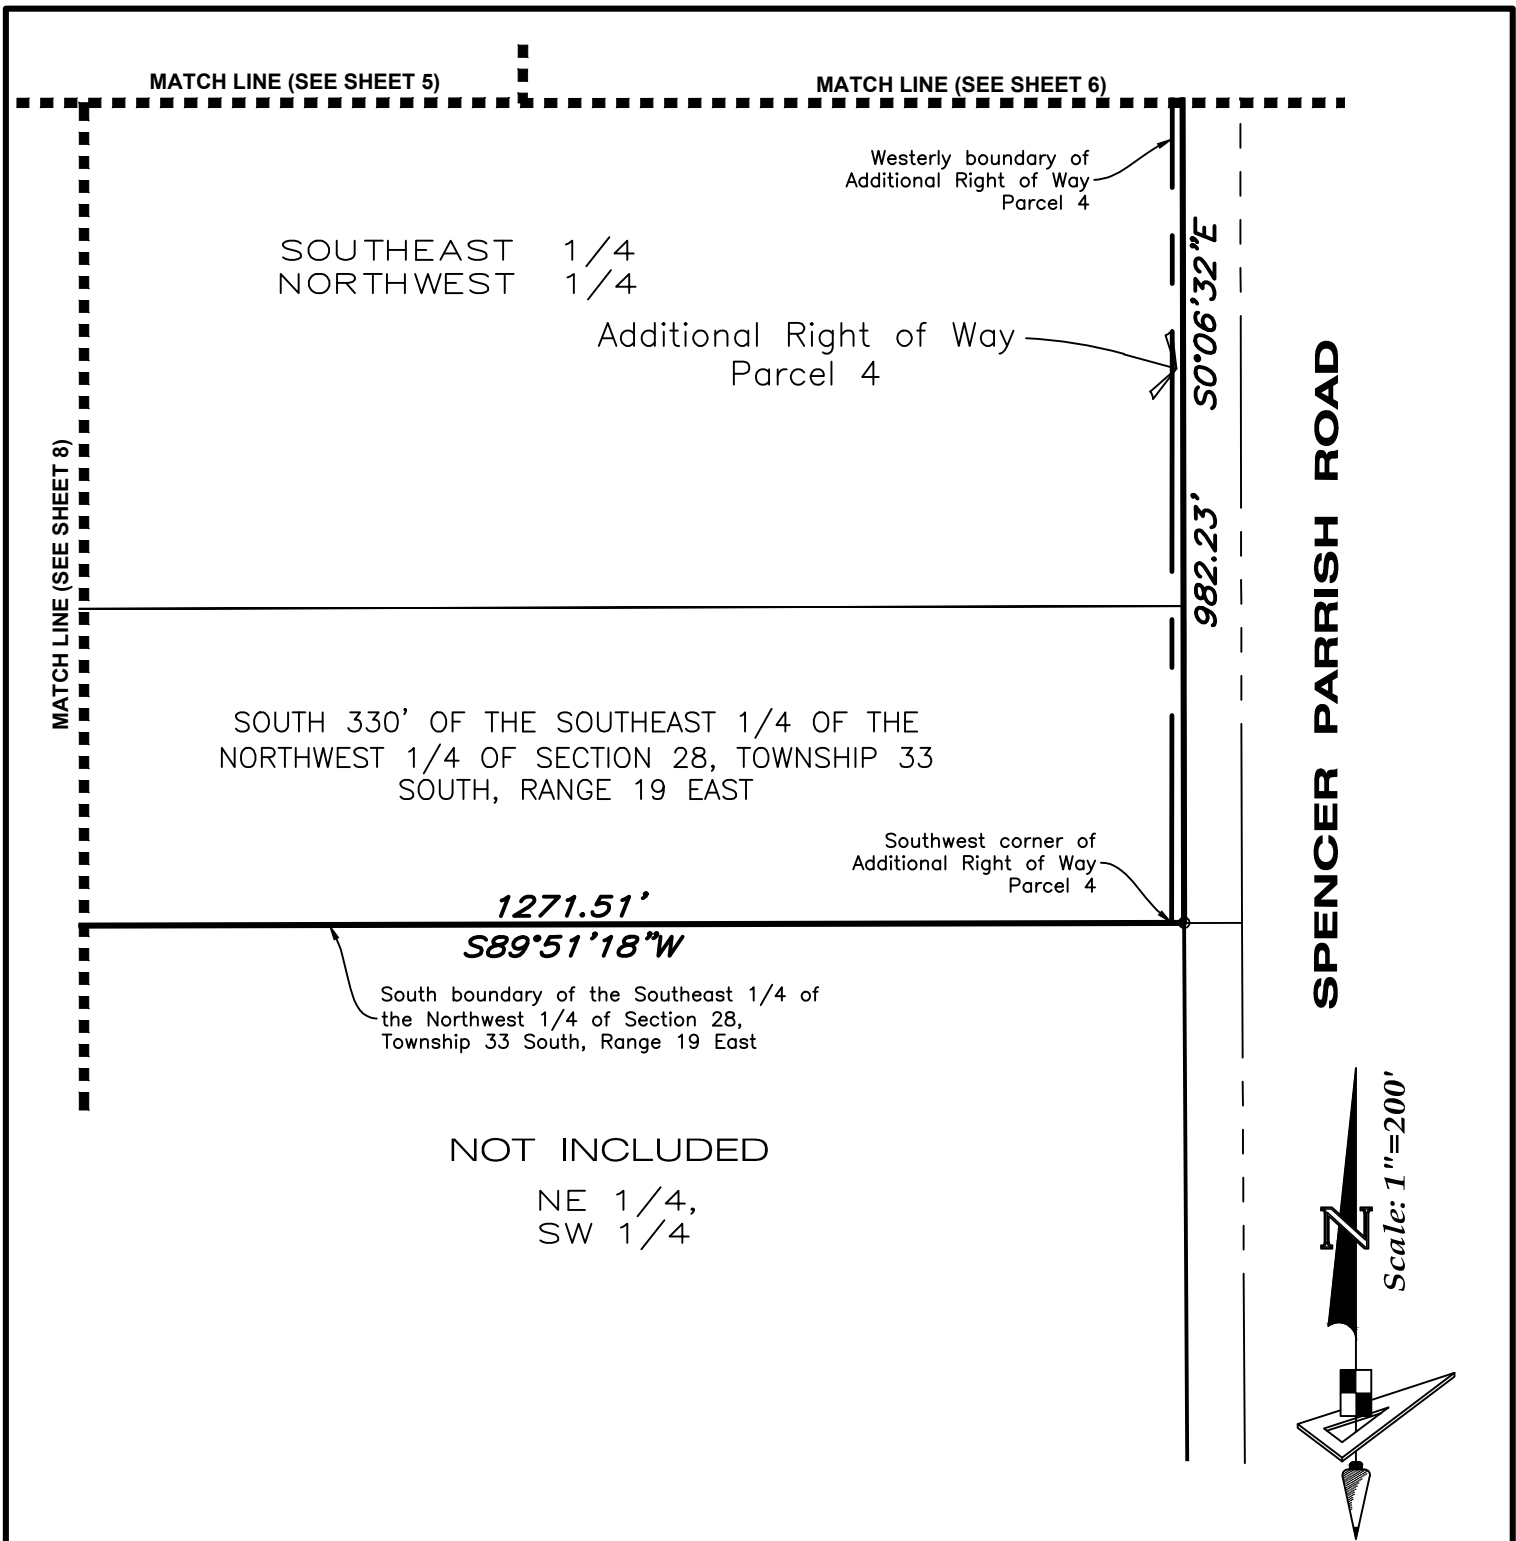 MATCH LINE (SEE SHEET 5)
MATCH LINE (SEE SHEET 6)
Westerly boundary of
Additional Right of Way
Parcel 4
SOUTHEAST 1/4
NORTHWEST 1/4
Additional Right of Way
Parcel 4
S0°06'32"E
982.23'
SPENCER PARRISH ROAD
MATCH LINE (SEE SHEET 8)
SOUTH 330' OF THE SOUTHEAST 1/4 OF THE
NORTHWEST 1/4 OF SECTION 28, TOWNSHIP 33
SOUTH, RANGE 19 EAST
Southwest corner of
Additional Right of Way
Parcel 4
1271.51'
S89°51'18"W
South boundary of the Southeast 1/4 of
the Northwest 1/4 of Section 28,
Township 33 South, Range 19 East
NOT INCLUDED
NE 1/4,
SW 1/4
N
Scale: 1"=200'